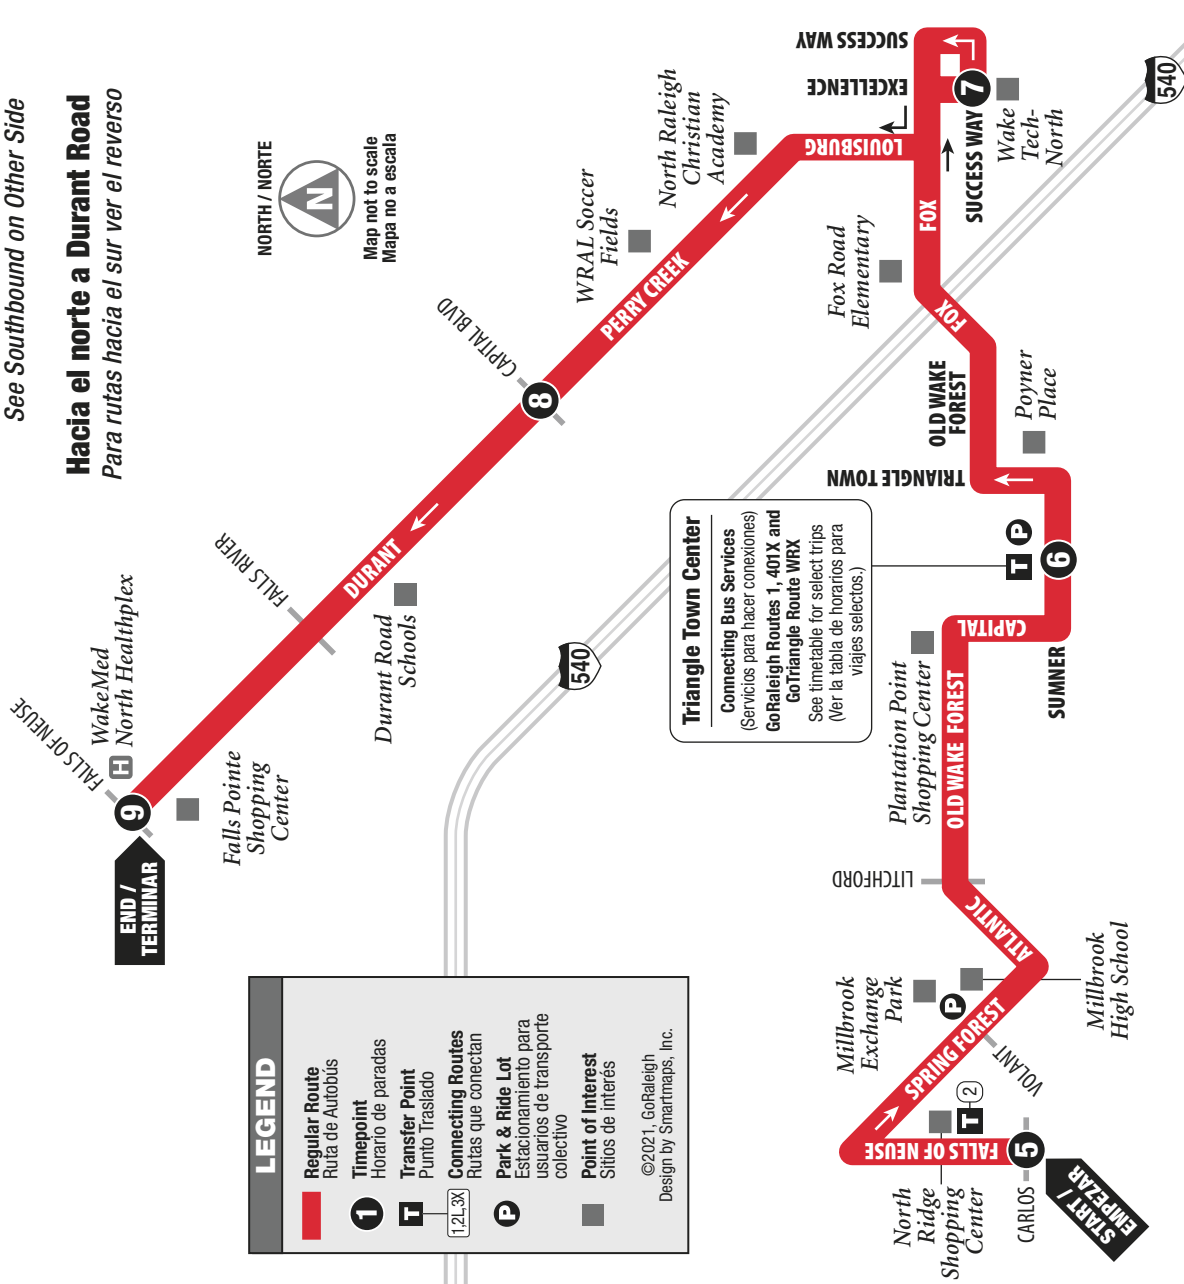 See Southbound on Other Side
Hacia el norte a Durant Road
Para rutas hacia el sur ver el reverso
NORTH / NORTE
N
Map not to scale
Mapa no a escala
END /
TERMINAR
9
FALLS OF NEUSE
H
WakeMed
North Healthplex
Falls Pointe
Shopping
Center
FALLS RIVER
DURANT
Durant Road
Schools
CAPITAL BLVD
8
PERRY CREEK
WRAL Soccer
Fields
North Raleigh
Christian
Academy
LOUISBURG
EXCELLENCE
SUCCESS WAY
7
SUCCESS WAY
Wake
Tech-
North
540
FOX
Fox Road
Elementary
FOX
OLD WAKE
FOREST
Poyner
Place
TRIANGLE TOWN
540
Triangle Town Center
Connecting Bus Services
(Servicios para hacer conexiones)
GoRaleigh Routes 1, 401X and
GoTriangle Route WRX
See timetable for select trips
(Ver la tabla de horarios para
viajes selectos.)
T P
6
SUMNER
CAPITAL
Plantation Point
Shopping Center
OLD WAKE FOREST
LITCHFORD
ATLANTIC
Millbrook
High School
Millbrook
Exchange
Park
P
SPRING FOREST
VOLANT
T 2
FALLS OF NEUSE
North
Ridge
Shopping
Center
CARLOS
5
START /
EMPEZAR
LEGEND
Regular Route
Ruta de Autobús
1
Timepoint
Horario de paradas
T
Transfer Point
Punto Traslado
1,2L,3X
Connecting Routes
Rutas que conectan
P
Park & Ride Lot
Estacionamiento para
usuarios de transporte
colectivo
Point of Interest
Sitios de interés
©2021, GoRaleigh
Design by Smartmaps, Inc.